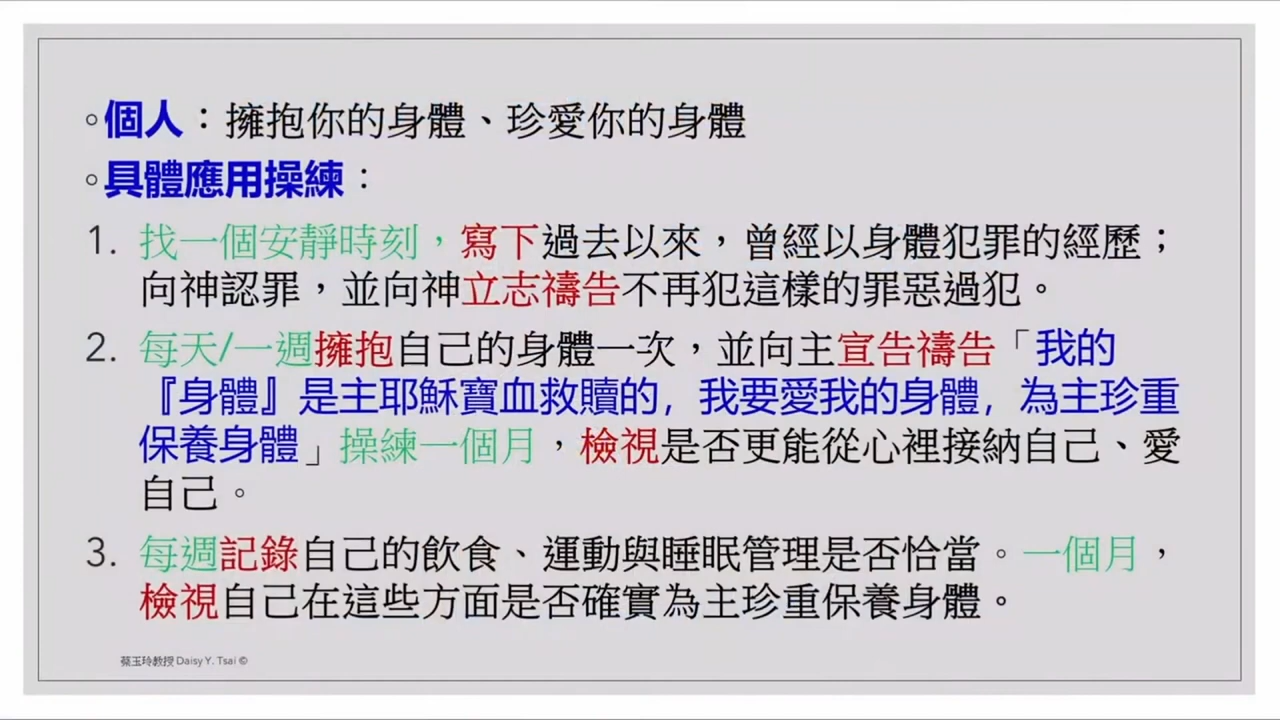 ◦個人：擁抱你的身體、珍愛你的身體
◦具體應用操練：
1. 找一個安靜時刻，寫下過去以來，曾經以身體犯罪的經歷；
向神認罪，並向神立志禱告不再犯這樣的罪惡過犯。
2. 每天/一週擁抱自己的身體一次，並向主宣告禱告「我的
『身體』是主耶穌寶血救贖的，我要愛我的身體，為主珍重
保養身體」操練一個月，檢視是否更能從心裡接納自己、愛
自己。
3. 每週記錄自己的飲食、運動與睡眠管理是否恰當。一個月，
檢視自己在這些方面是否確實為主珍重保養身體。
蔡玉玲教授 Daisy Y. Tsai ©